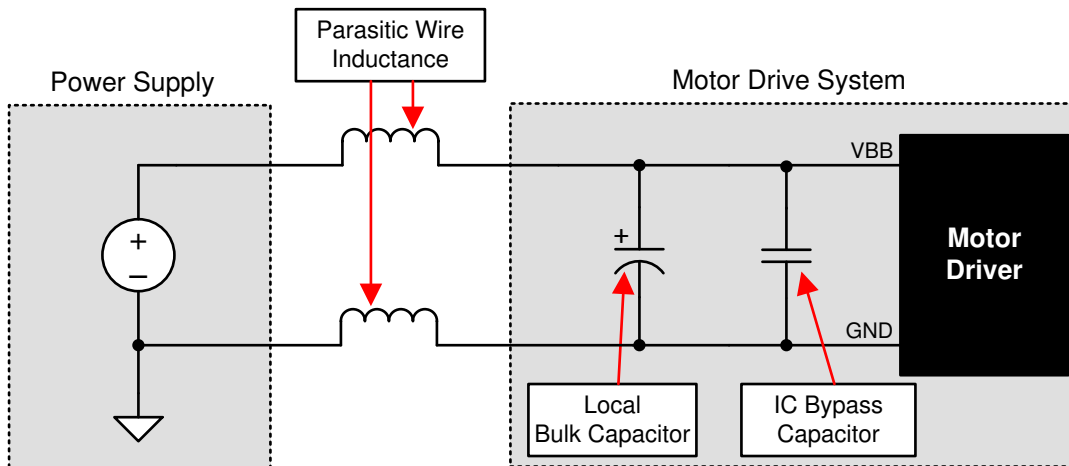 Parasitic Wire
Inductance
Power Supply
Motor Drive System
VBB
+
–
+
Motor
Driver
GND
Local
Bulk Capacitor
IC Bypass
Capacitor